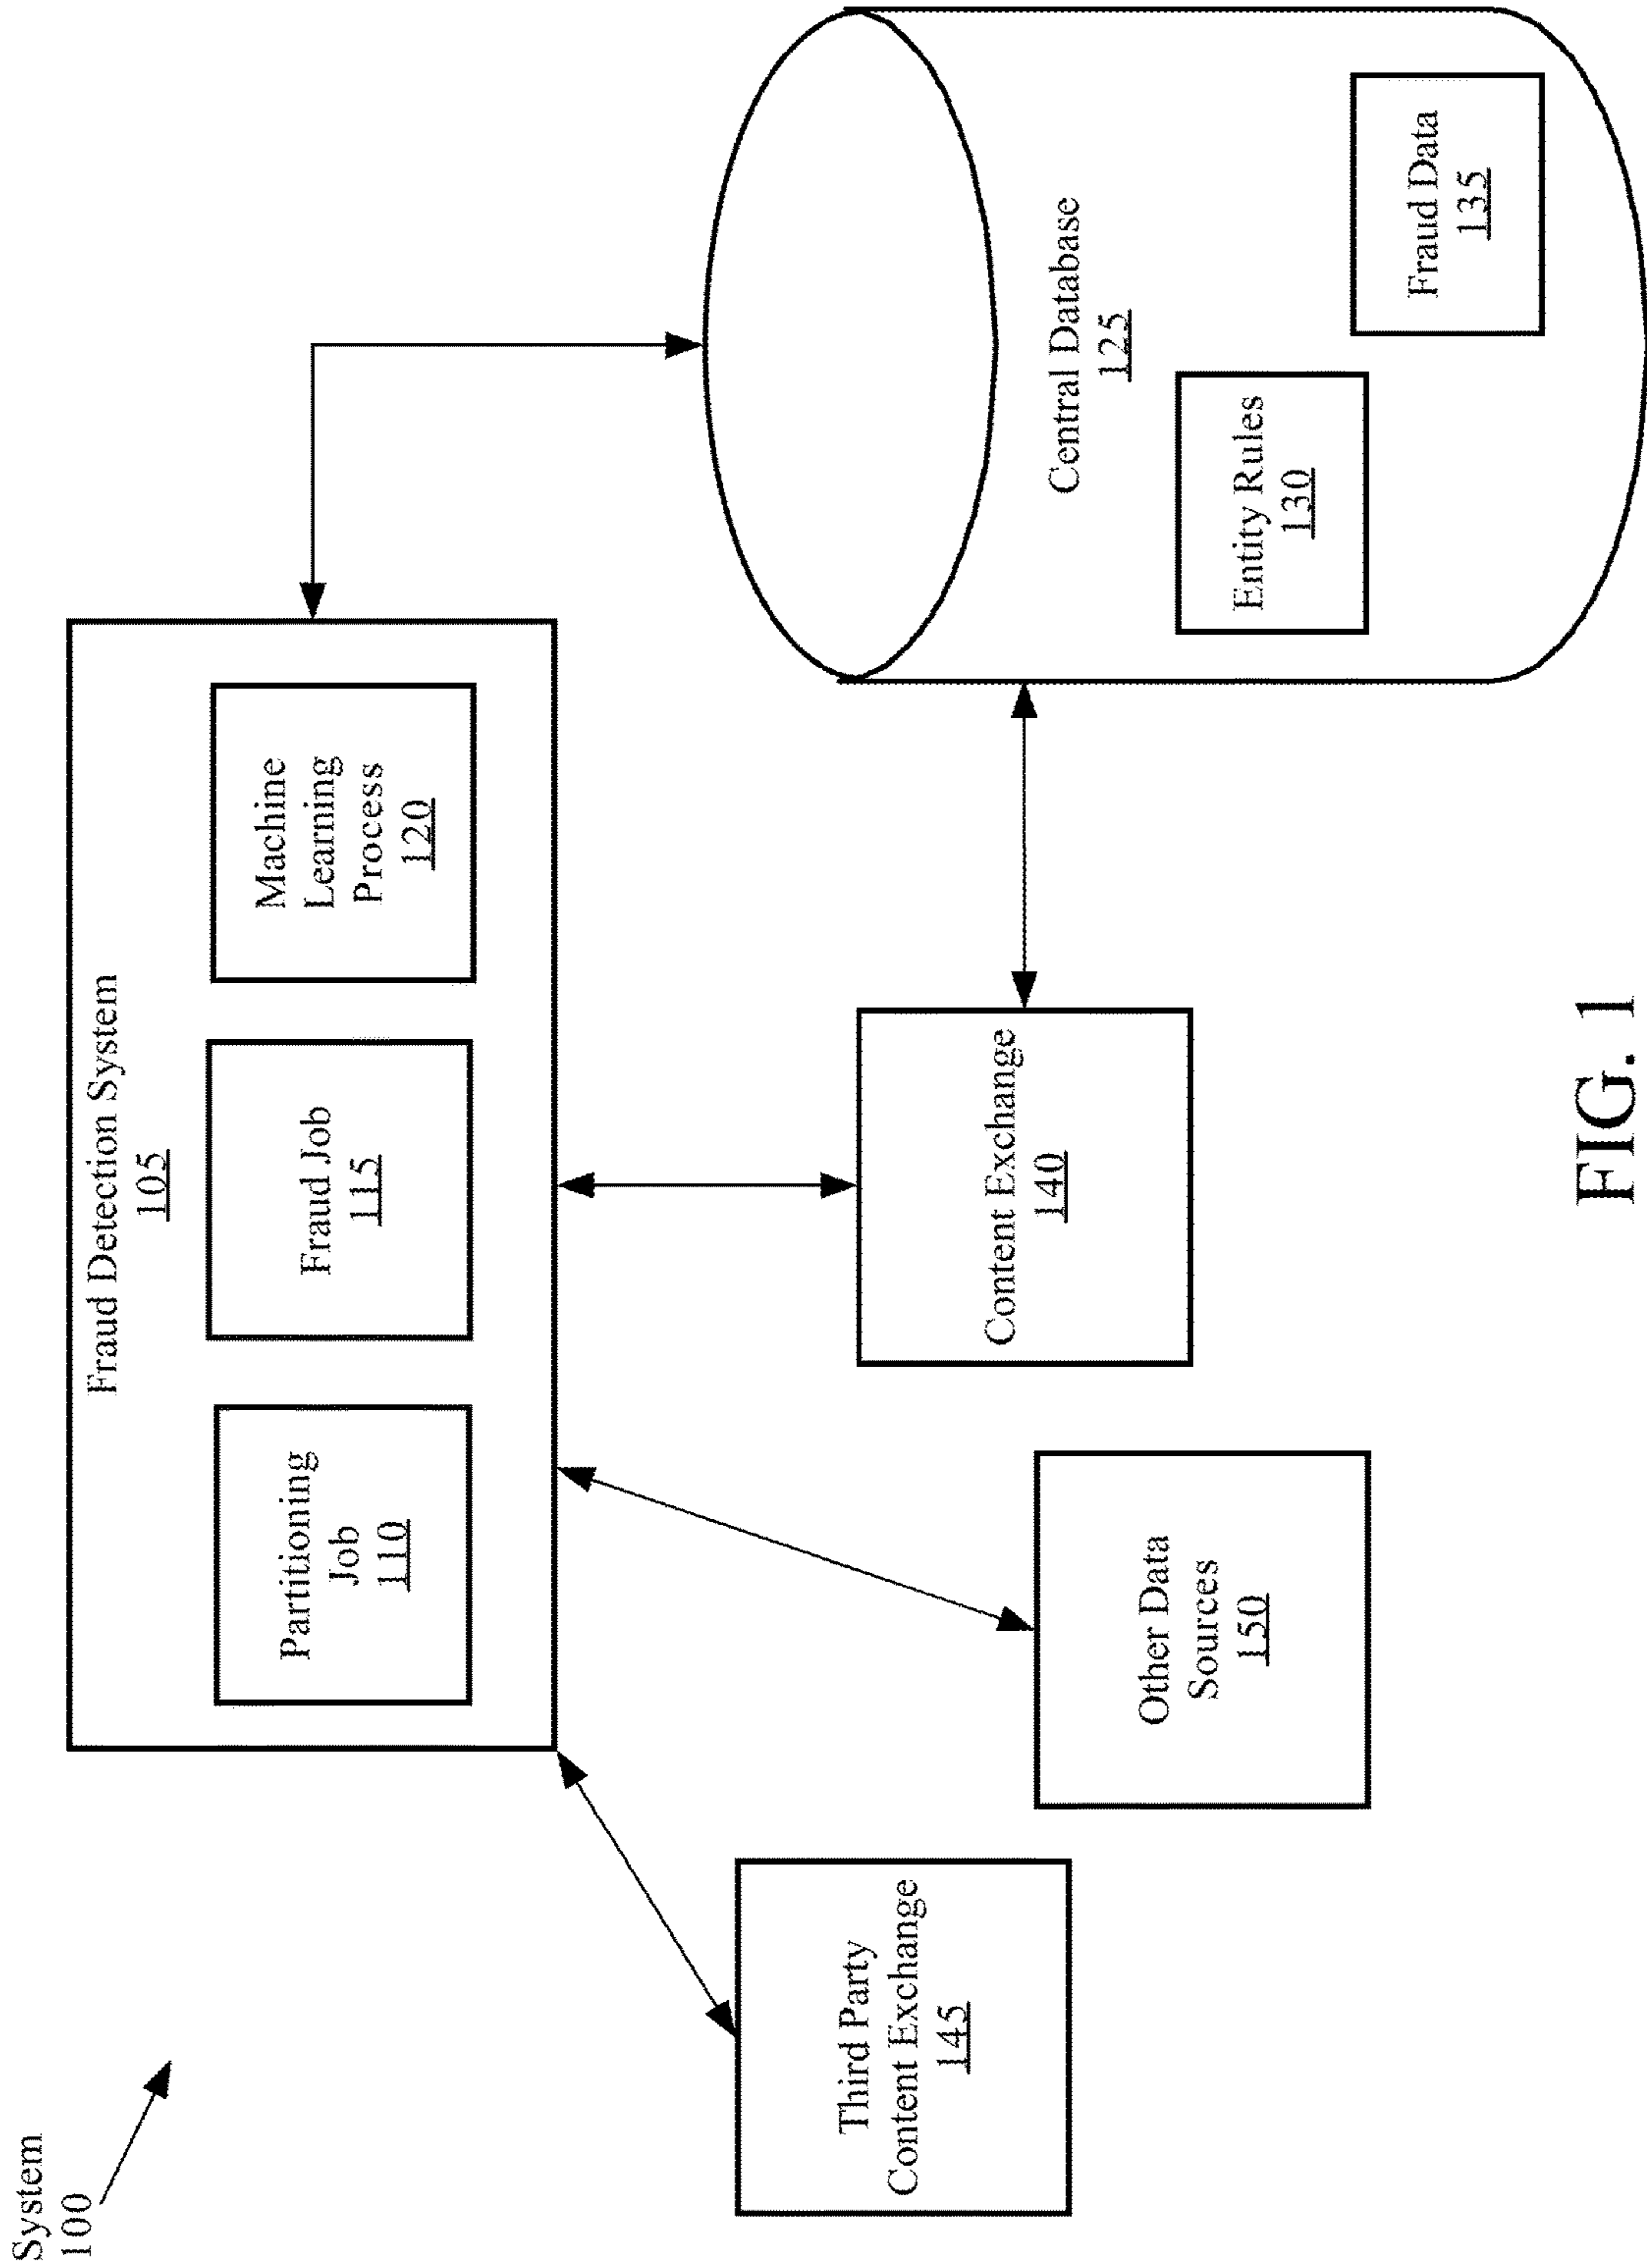 System
100
Fraud Detection System
105
Partitioning
Job
110
Fraud Job
115
Machine
Learning
Process
120
Third Party
Content Exchange
145
Other Data
Sources
150
Content Exchange
140
Central Database
125
Entity Rules
130
Fraud Data
135
FIG. 1